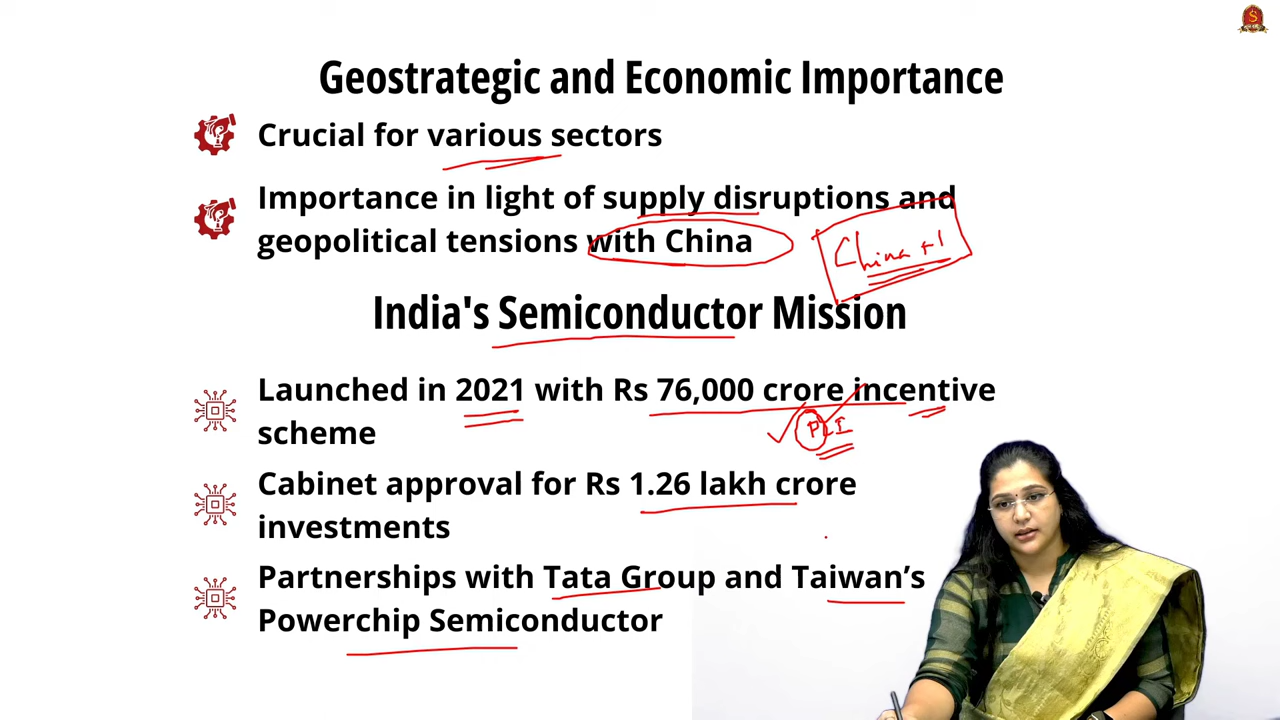 Geostrategic and Economic Importance
Crucial for various sectors
Importance in light of supply disruptions and
geopolitical tensions with China
China +1
India's Semiconductor Mission
Launched in 2021 with Rs 76,000 crore incentive
scheme
PLI
Cabinet approval for Rs 1.26 lakh crore
investments
Partnerships with Tata Group and Taiwan’s
Powerchip Semiconductor